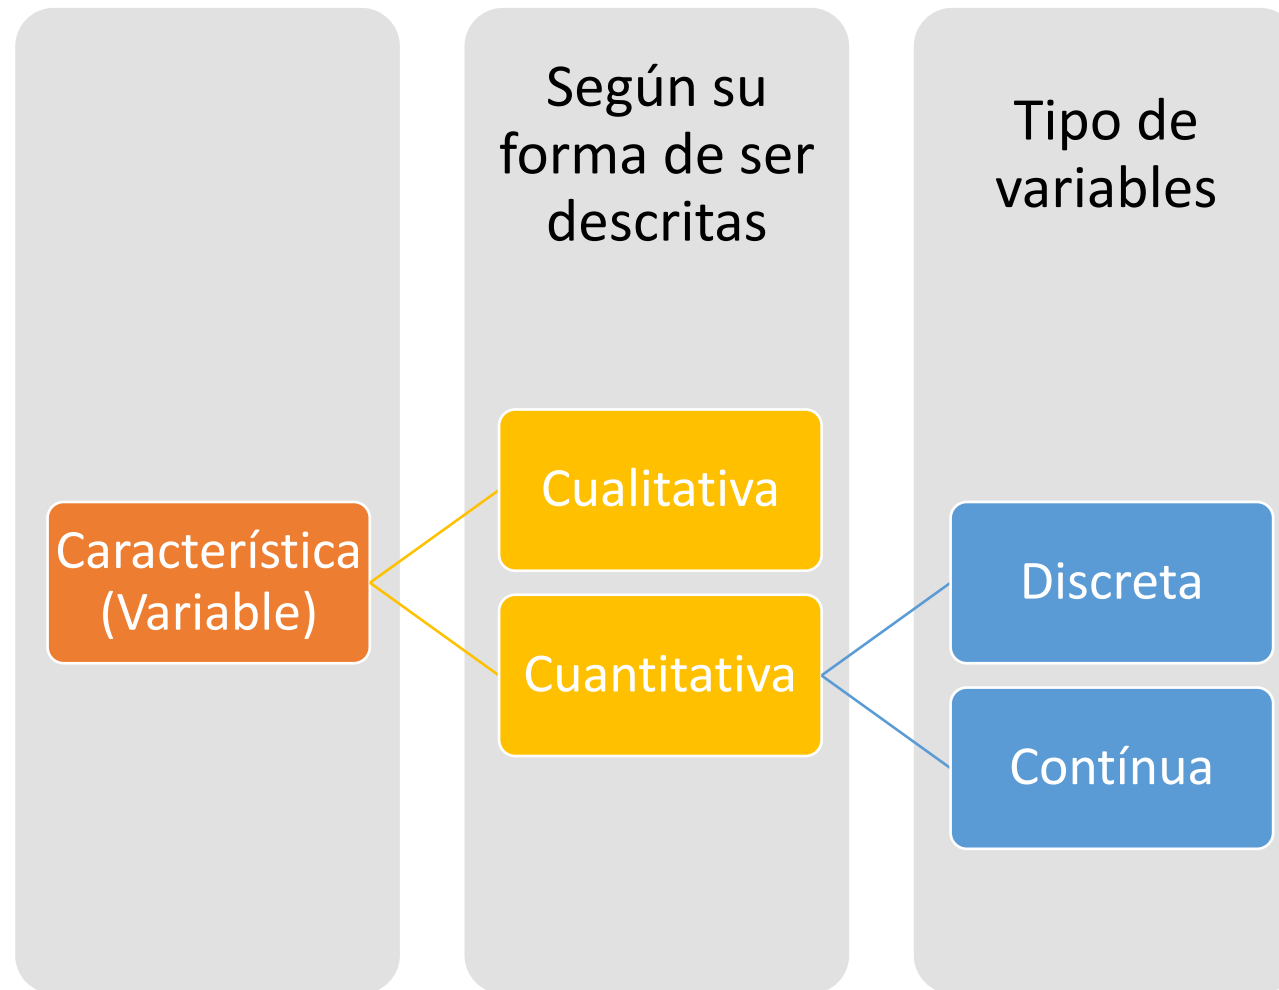 Según su
forma de ser
descritas
Tipo de
variables
Característica
(Variable)
Cualitativa
Cuantitativa
Discreta
Contínua